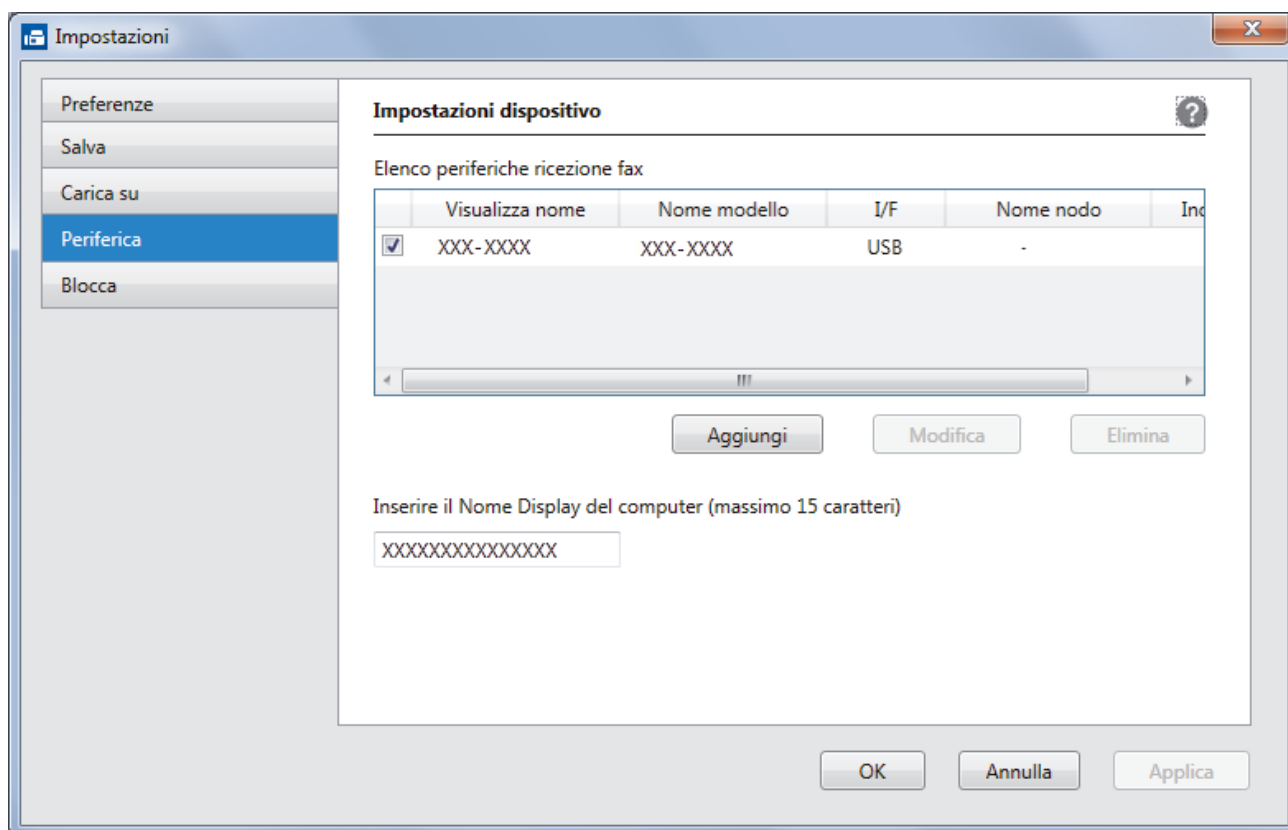 Impostazioni
Preferenze
Salva
Carica su
Periferica
Blocca
Impostazioni dispositivo
?
Elenco periferiche ricezione fax
Visualizza nome Nome modello I/F Nome nodo Inc
XXX-XXXX XXX-XXXX USB -
Aggiungi Modifica Elimina
Inserire il Nome Display del computer (massimo 15 caratteri)
XXXXXXXXXXXXXXX
OK Annulla Applica